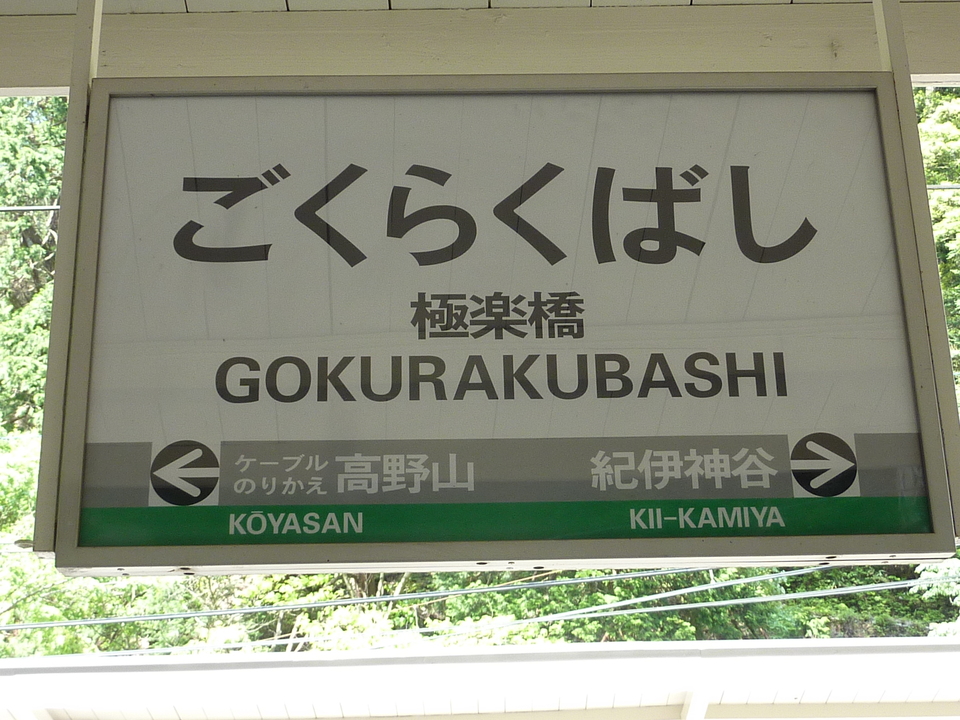 ごくらくばし
極楽橋
GOKURAKUBASHI
ケーブル
のりかえ 高野山
紀伊神谷
KŌYASAN
KII-KAMIYA